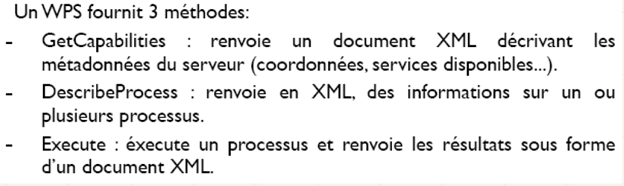 Un WPS fournit 3 méthodes:
- GetCapabilities : renvoie un document XML décrivant les
métadonnées du serveur (coordonnées, services disponibles...).
- DescribeProcess : renvoie en XML, des informations sur un ou
plusieurs processus.
- Execute : éxecute un processus et renvoie les résultats sous forme
d'un document XML.